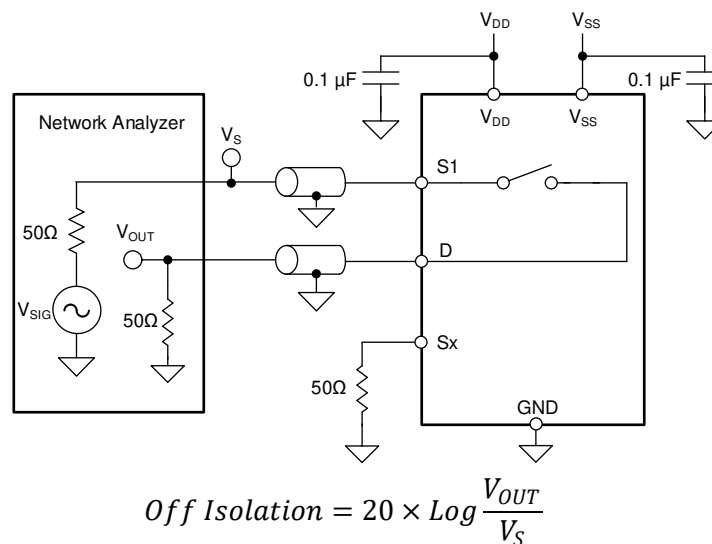 V_DD V_SS
0.1 µF 0.1 µF
Network Analyzer
V_DD V_SS
V_S
S1
50Ω
V_OUT
D
V_SIG
50Ω
Sx
50Ω
GND
Off Isolation = 20 × Log V_OUT / V_S